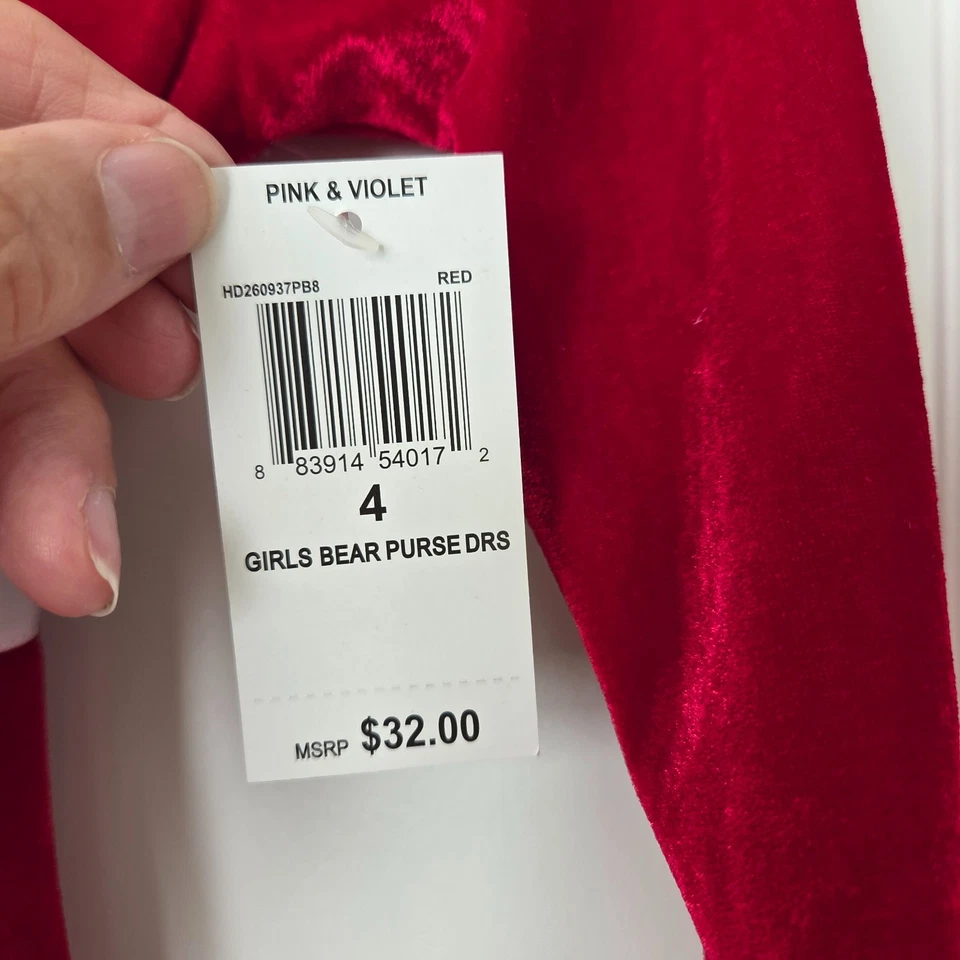 PINK & VIOLET
HD260937PB8 RED
8 83914 54017 2
4
GIRLS BEAR PURSE DRS
MSRP $32.00